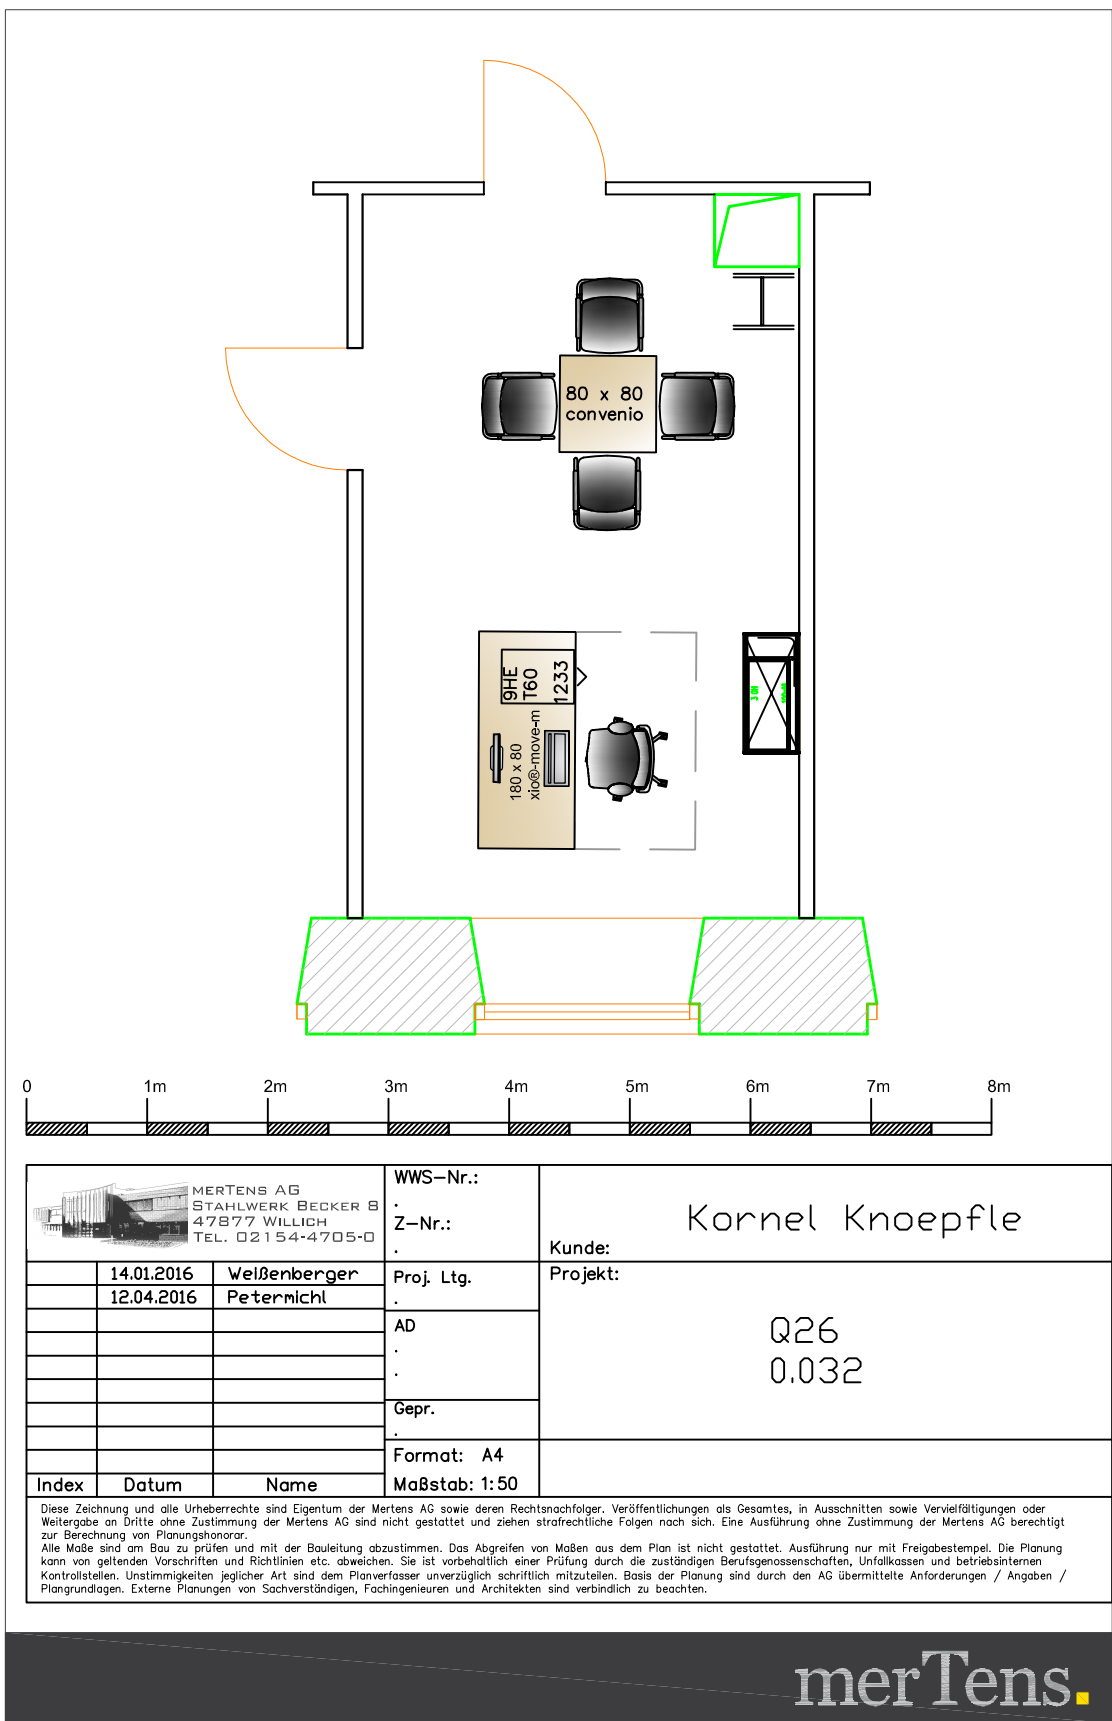 80 x 80
convenio
9HE
T60
1233
180 x 80
xio®-move-m
3 OH
0 1m 2m 3m 4m 5m 6m 7m 8m
merTens AG
Stahlwerk Becker 8
47877 Willich
Tel. 02154-4705-0
WWS-Nr.:
.
Z-Nr.:
.
Kunde:
Kornel Knoepfle
14.01.2016 Weißenberger
12.04.2016 Petermichl
Index Datum Name
Proj. Ltg.
.
AD
.
.
Gepr.
.
Format: A4
Maßstab: 1:50
Projekt:
Q26
0.032
Diese Zeichnung und alle Urheberrechte sind Eigentum der Mertens AG sowie deren Rechtsnachfolger. Veröffentlichungen als Gesamtes, in Ausschnitten sowie Vervielfältigungen oder
Weitergabe an Dritte ohne Zustimmung der Mertens AG sind nicht gestattet und ziehen strafrechtliche Folgen nach sich. Eine Ausführung ohne Zustimmung der Mertens AG berechtigt
zur Berechnung von Planungshonorar.
Alle Maße sind am Bau zu prüfen und mit der Bauleitung abzustimmen. Das Abgreifen von Maßen aus dem Plan ist nicht gestattet. Ausführung nur mit Freigabestempel. Die Planung
kann von geltenden Vorschriften und Richtlinien etc. abweichen. Sie ist vorbehaltlich einer Prüfung durch die zuständigen Berufsgenossenschaften, Unfallkassen und betriebsinternen
Kontrollstellen. Unstimmigkeiten jeglicher Art sind dem Planverfasser unverzüglich schriftlich mitzuteilen. Basis der Planung sind durch den AG übermittelte Anforderungen / Angaben /
Plangrundlagen. Externe Planungen von Sachverständigen, Fachingenieuren und Architekten sind verbindlich zu beachten.
merTens.